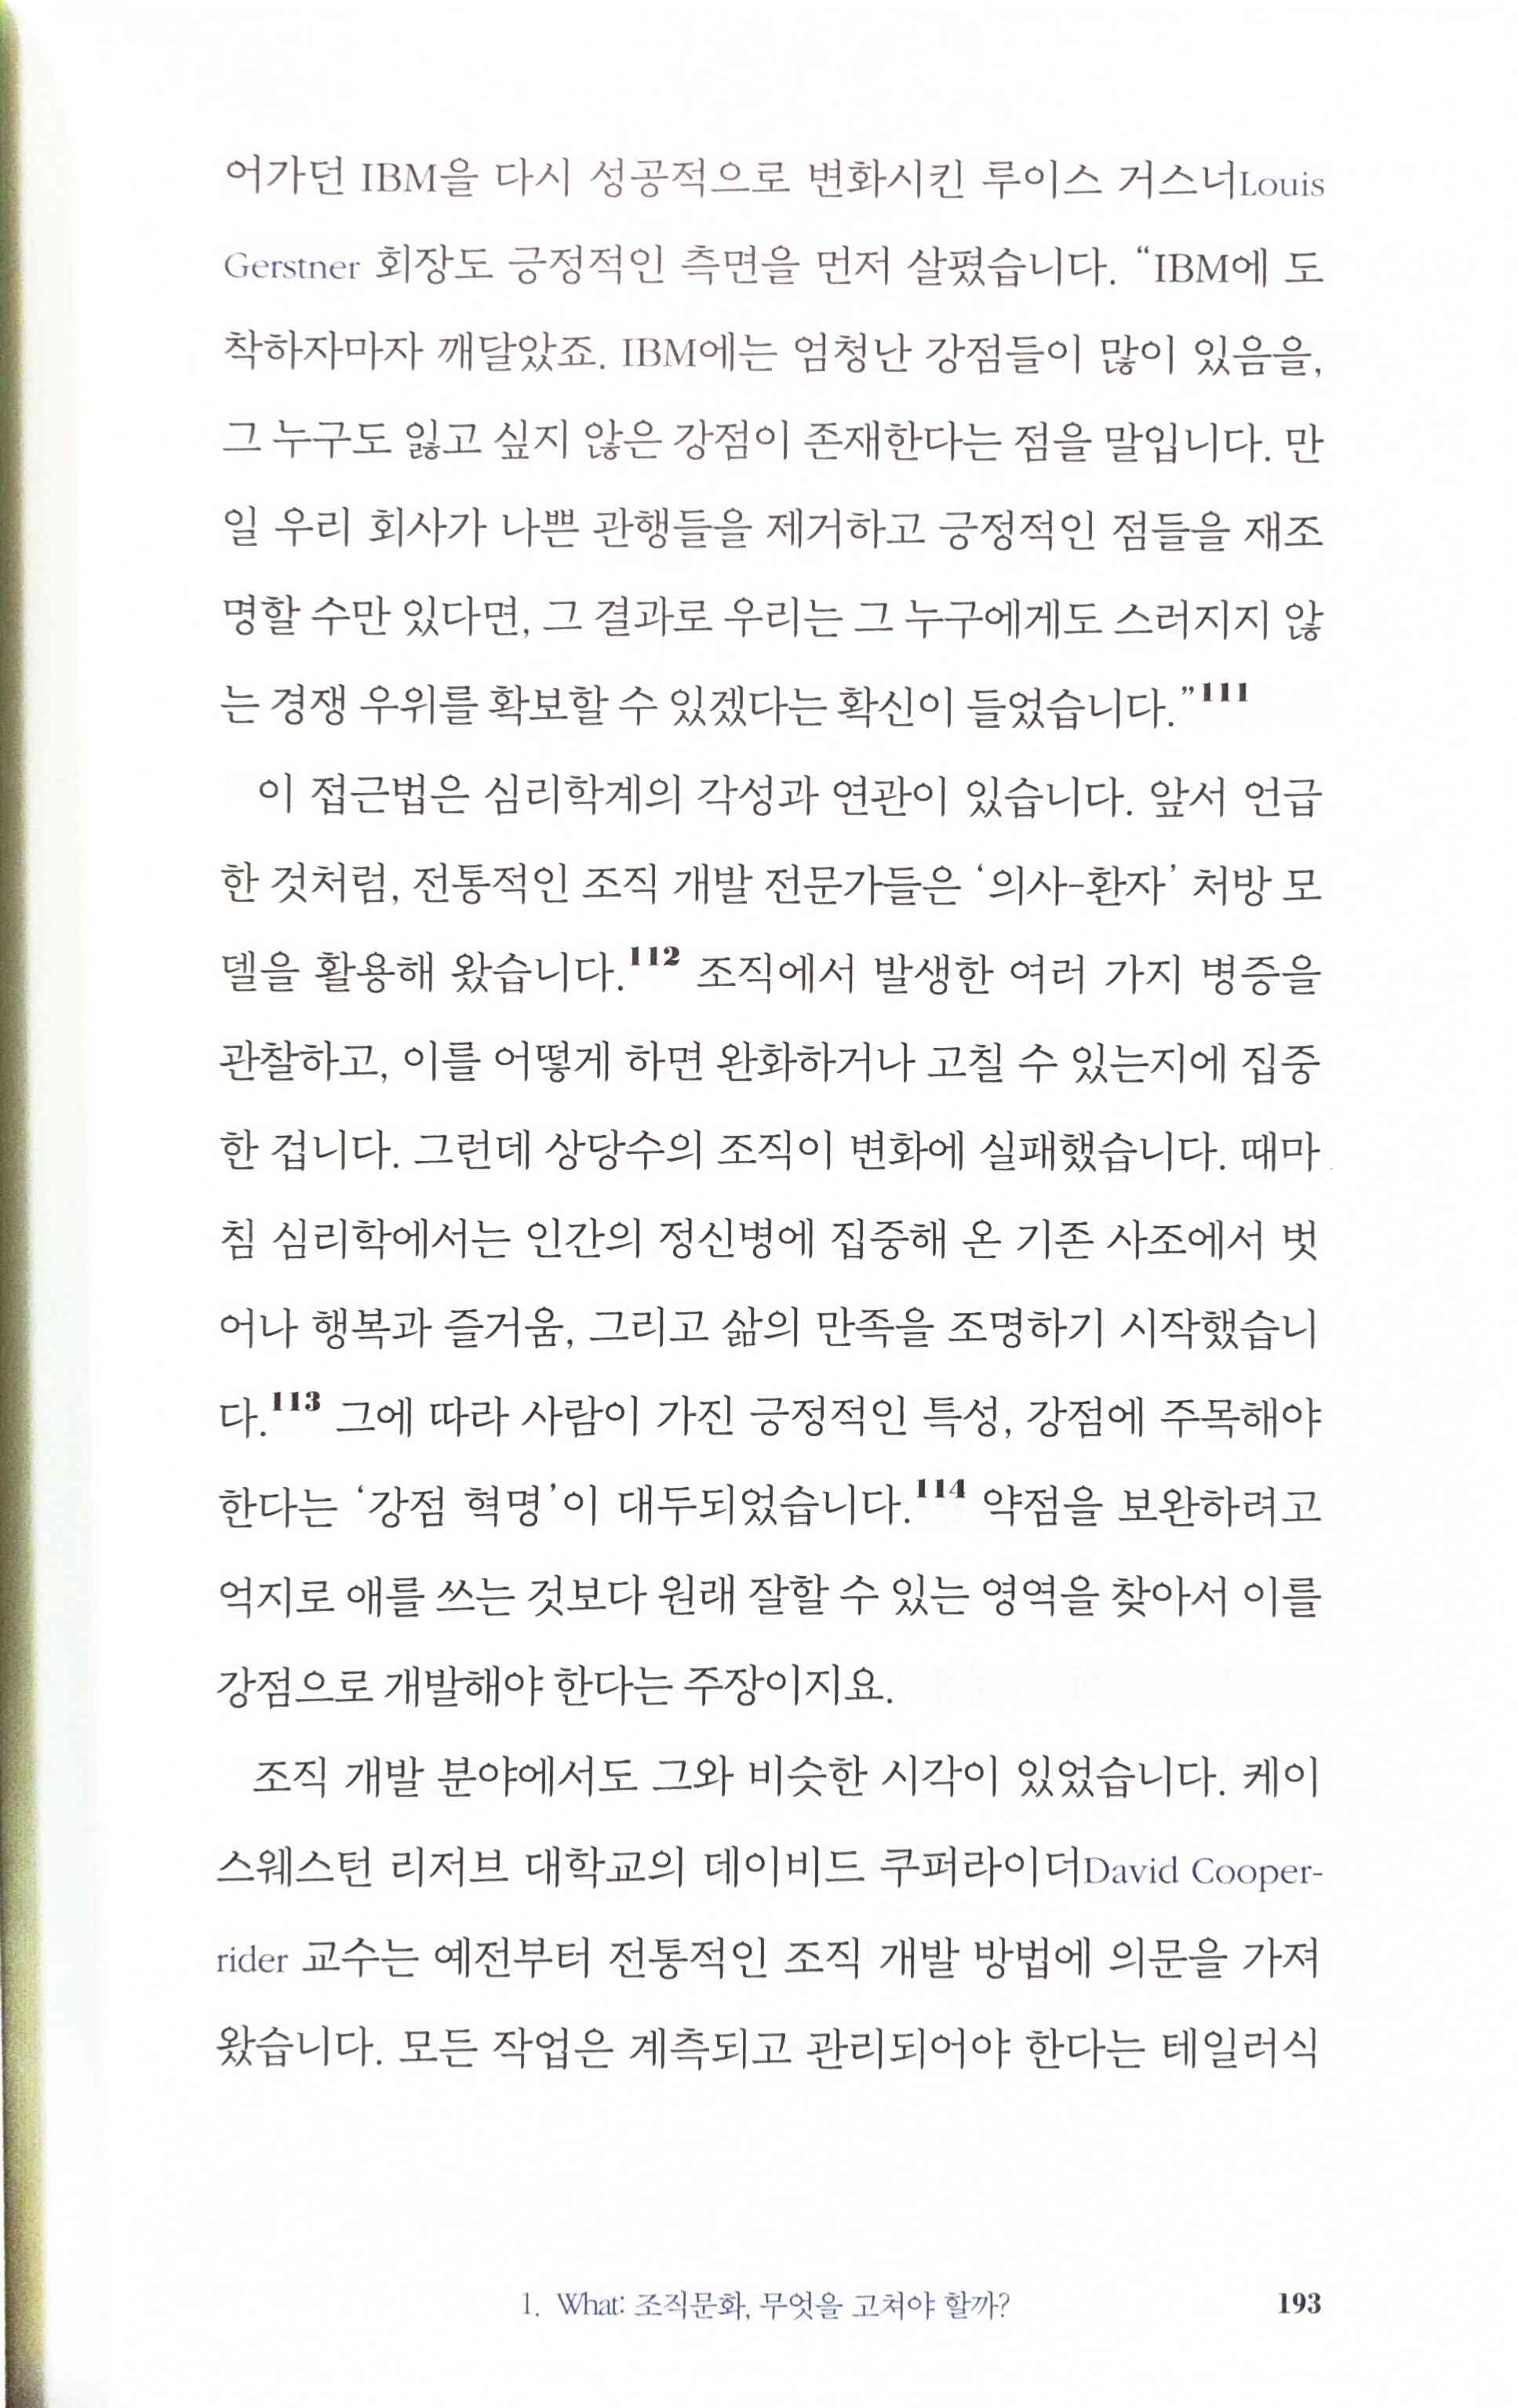 어가던 IBM을 다시 성공적으로 변화시킨 루이스 거스너Louis
Gerstner 회장도 긍정적인 측면을 먼저 살폈습니다. “IBM에 도
착하자마자 깨달았죠. IBM에는 엄청난 강점들이 많이 있음을,
그 누구도 잃고 싶지 않은 강점이 존재한다는 점을 말입니다. 만
일 우리 회사가 나쁜 관행들을 제거하고 긍정적인 점들을 재조
명할 수만 있다면, 그 결과로 우리는 그 누구에게도 스러지지 않
는 경쟁 우위를 확보할 수 있겠다는 확신이 들었습니다.”111
이 접근법은 심리학계의 각성과 연관이 있습니다. 앞서 언급
한 것처럼, 전통적인 조직 개발 전문가들은 ‘의사-환자’ 처방 모
델을 활용해 왔습니다.112 조직에서 발생한 여러 가지 병증을
관찰하고, 이를 어떻게 하면 완화하거나 고칠 수 있는지에 집중
한 겁니다. 그런데 상당수의 조직이 변화에 실패했습니다. 때마
침 심리학에서는 인간의 정신병에 집중해 온 기존 사조에서 벗
어나 행복과 즐거움, 그리고 삶의 만족을 조명하기 시작했습니
다.113 그에 따라 사람이 가진 긍정적인 특성, 강점에 주목해야
한다는 ‘강점 혁명’이 대두되었습니다.114 약점을 보완하려고
억지로 애를 쓰는 것보다 원래 잘할 수 있는 영역을 찾아서 이를
강점으로 개발해야 한다는 주장이지요.
조직 개발 분야에서도 그와 비슷한 시각이 있었습니다. 케이
스웨스턴 리저브 대학교의 데이비드 쿠퍼라이더David Cooper-
rider 교수는 예전부터 전통적인 조직 개발 방법에 의문을 가져
왔습니다. 모든 작업은 계측되고 관리되어야 한다는 테일러식
1. What: 조직문화, 무엇을 고쳐야 할까? 193